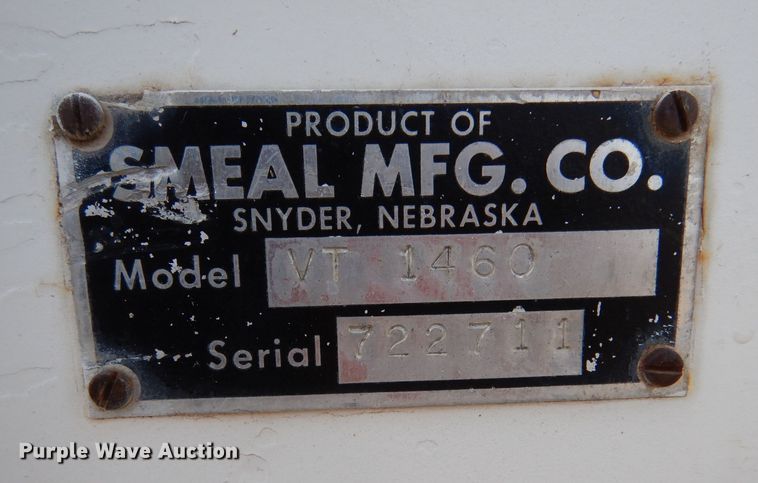 PRODUCT OF
SMEAL MFG. CO.
SNYDER, NEBRASKA
Model VT 1460
Serial 722711
Purple Wave Auction